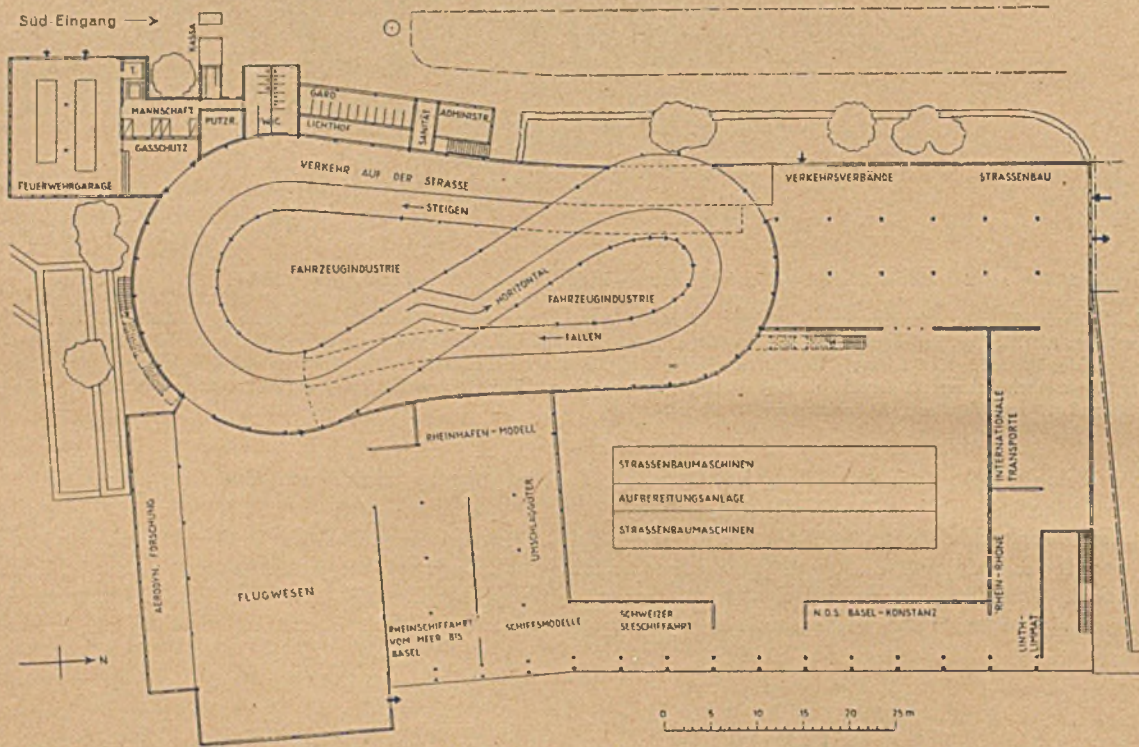 Süd-Eingang
KASSA
T.
MANNSCHAFT
PUTZR.
W.C.
GARD.
LICHTHOF
SANITÄT
ADMINISTR.
GASSCHUTZ
FEUERWEHRGARAGE
VERKEHR AUF DER STRASSE
STEIGEN
VERKEHRSVERBÄNDE
STRASSENBAU
FAHRZEUGINDUSTRIE
HORIZONTAL
FAHRZEUGINDUSTRIE
FALLEN
RHEINHAFEN-MODELL
INTERNATIONALE
TRANSPORTE
STRASSENBAUMASCHINEN
AUFBEREITUNGSANLAGE
STRASSENBAUMASCHINEN
UMSCHLAGGÜTER
AERODYN. FORSCHUNG
FLUGWESEN
RHEINSCHIFFAHRT
VOM MEER BIS
BASEL
SCHIFFSMODELLE
SCHWEIZER
SEESCHIFFAHRT
N.O.S. BASEL-KONSTANZ
RHEIN-RHONE
LINTH-
LIMMAT
N
0 5 10 15 20 25 m